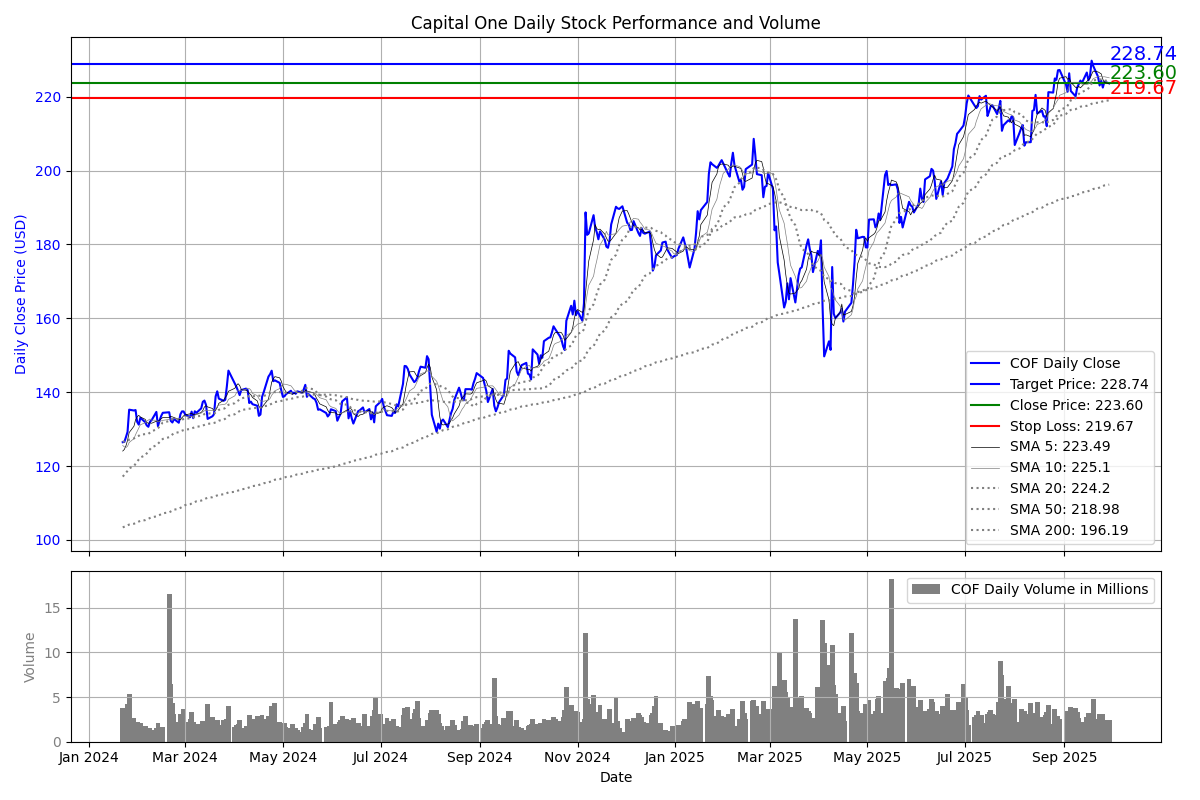 Capital One Daily Stock Performance and Volume
228.74
223.60
219.67
Daily Close Price (USD)
220
200
180
160
140
120
100
COF Daily Close
Target Price: 228.74
Close Price: 223.60
Stop Loss: 219.67
SMA 5: 223.49
SMA 10: 225.1
SMA 20: 224.2
SMA 50: 218.98
SMA 200: 196.19
Volume
15
10
5
0
COF Daily Volume in Millions
Jan 2024 Mar 2024 May 2024 Jul 2024 Sep 2024 Nov 2024 Jan 2025 Mar 2025 May 2025 Jul 2025 Sep 2025
Date